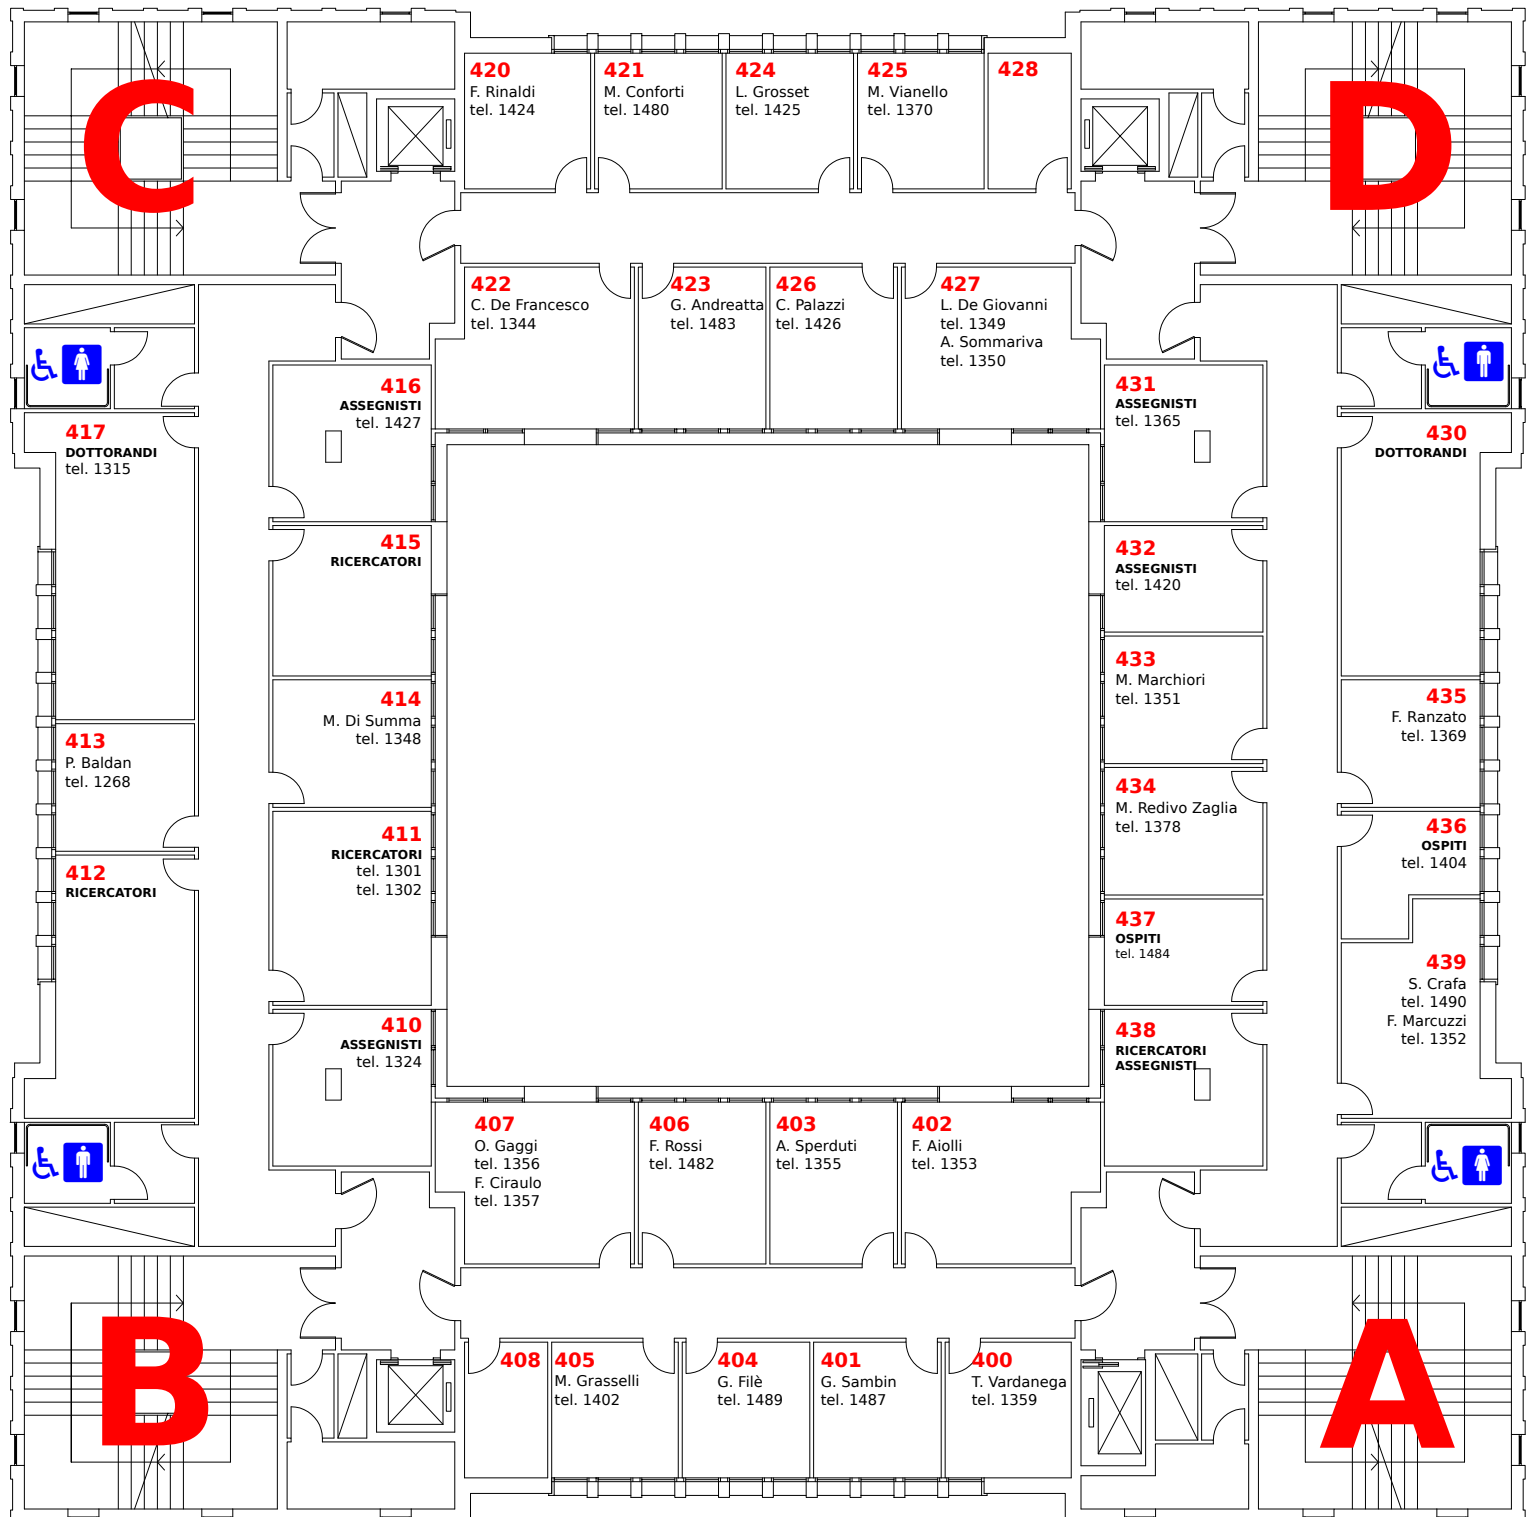 C
D
420
F. Rinaldi
tel. 1424
421
M. Conforti
tel. 1480
424
L. Grosset
tel. 1425
425
M. Vianello
tel. 1370
428
422
C. De Francesco
tel. 1344
423
G. Andreatta
tel. 1483
426
C. Palazzi
tel. 1426
427
L. De Giovanni
tel. 1349
A. Sommariva
tel. 1350
416
ASSEGNISTI
tel. 1427
431
ASSEGNISTI
tel. 1365
417
DOTTORANDI
tel. 1315
430
DOTTORANDI
415
RICERCATORI
432
ASSEGNISTI
tel. 1420
433
M. Marchiori
tel. 1351
414
M. Di Summa
tel. 1348
435
F. Ranzato
tel. 1369
413
P. Baldan
tel. 1268
434
M. Redivo Zaglia
tel. 1378
411
RICERCATORI
tel. 1301
tel. 1302
436
OSPITI
tel. 1404
412
RICERCATORI
437
OSPITI
tel. 1484
439
S. Crafa
tel. 1490
F. Marcuzzi
tel. 1352
410
ASSEGNISTI
tel. 1324
438
RICERCATORI
ASSEGNISTI
407
O. Gaggi
tel. 1356
F. Ciraulo
tel. 1357
406
F. Rossi
tel. 1482
403
A. Sperduti
tel. 1355
402
F. Aiolli
tel. 1353
408
405
M. Grasselli
tel. 1402
404
G. Filè
tel. 1489
401
G. Sambin
tel. 1487
400
T. Vardanega
tel. 1359
B
A